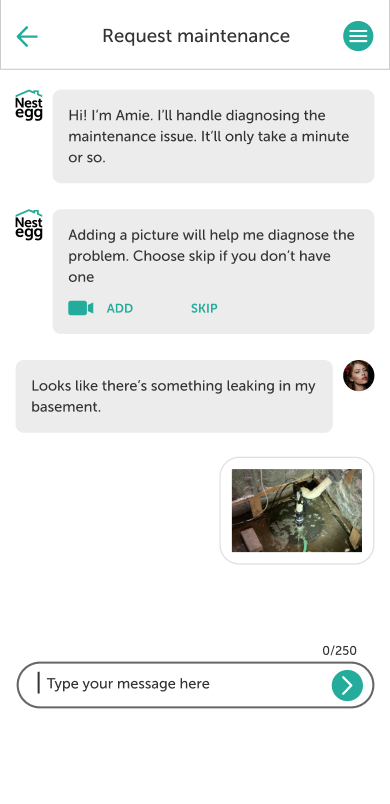 Request maintenance
Nest
egg
Hi! I’m Amie. I’ll handle diagnosing the
maintenance issue. It’ll only take a minute
or so.
Nest
egg
Adding a picture will help me diagnose the
problem. Choose skip if you don’t have
one
ADD SKIP
Looks like there’s something leaking in my
basement.
0/250
Type your message here